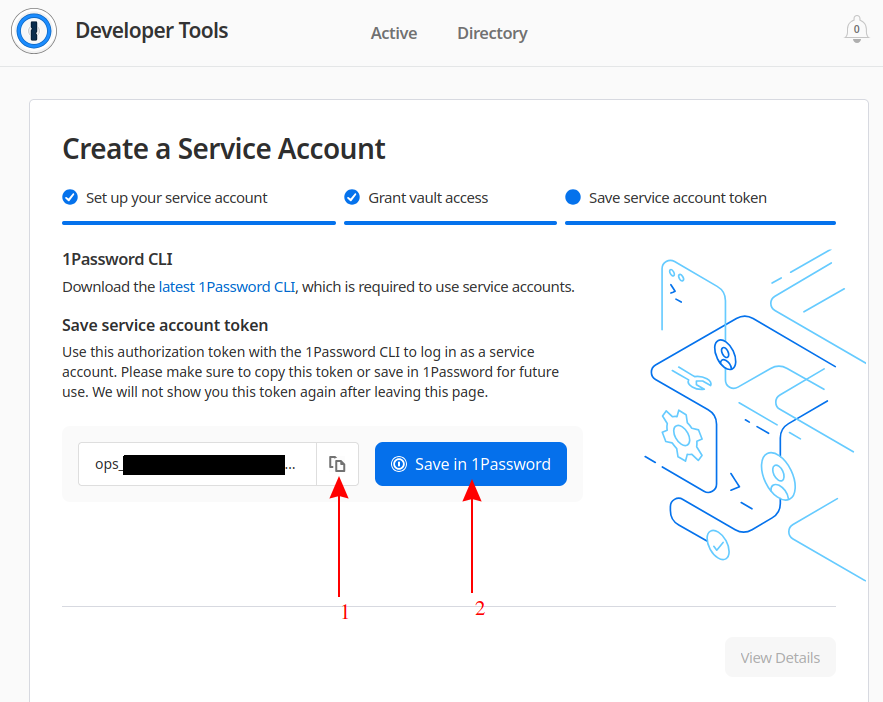 Developer Tools
Active
Directory
0
Create a Service Account
Set up your service account
Grant vault access
Save service account token
1Password CLI
Download the latest 1Password CLI, which is required to use service accounts.
Save service account token
Use this authorization token with the 1Password CLI to log in as a service
account. Please make sure to copy this token or save in 1Password for future
use. We will not show you this token again after leaving this page.
ops_...
Save in 1Password
1
2
View Details